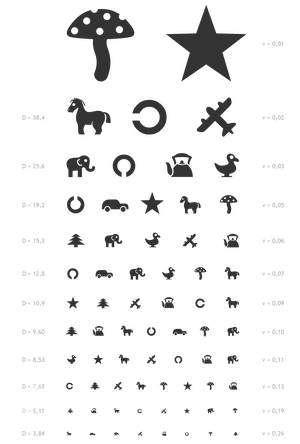 v = 0,01
D = 38,4 v = 0,02
D = 25,6 v = 0,03
D = 19,2 v = 0,05
D = 15,3 v = 0,06
D = 12,8 v = 0,07
D = 10,9 v = 0,09
D = 9,60 v = 0,10
D = 8,53 v = 0,11
D = 7,68 v = 0,13
D = 5,11 v = 0,19
D = 3,84 v = 0,26